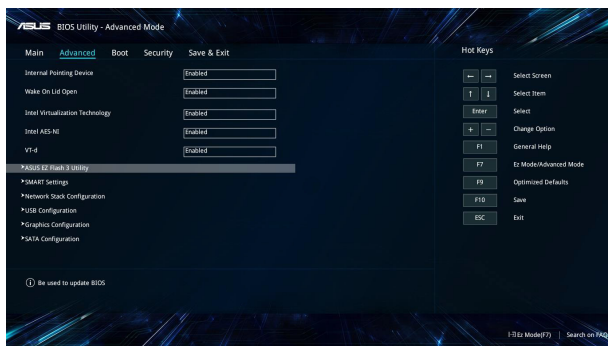 ASUS BIOS Utility - Advanced Mode
Main Advanced Boot Security Save & Exit
Internal Pointing Device Enabled
Wake On Lid Open Enabled
Intel Virtualization Technology Enabled
Intel AES-NI Enabled
VT-d Enabled
ASUS EZ Flash 3 Utility
SMART Settings
Network Stack Configuration
USB Configuration
Graphics Configuration
SATA Configuration
Be used to update BIOS
Hot Keys
← → Select Screen
↑ ↓ Select Item
Enter Select
+ − Change Option
F1 General Help
F7 Ez Mode/Advanced Mode
F9 Optimized Defaults
F10 Save
ESC Exit
Ez Mode(F7) | Search on FAQ